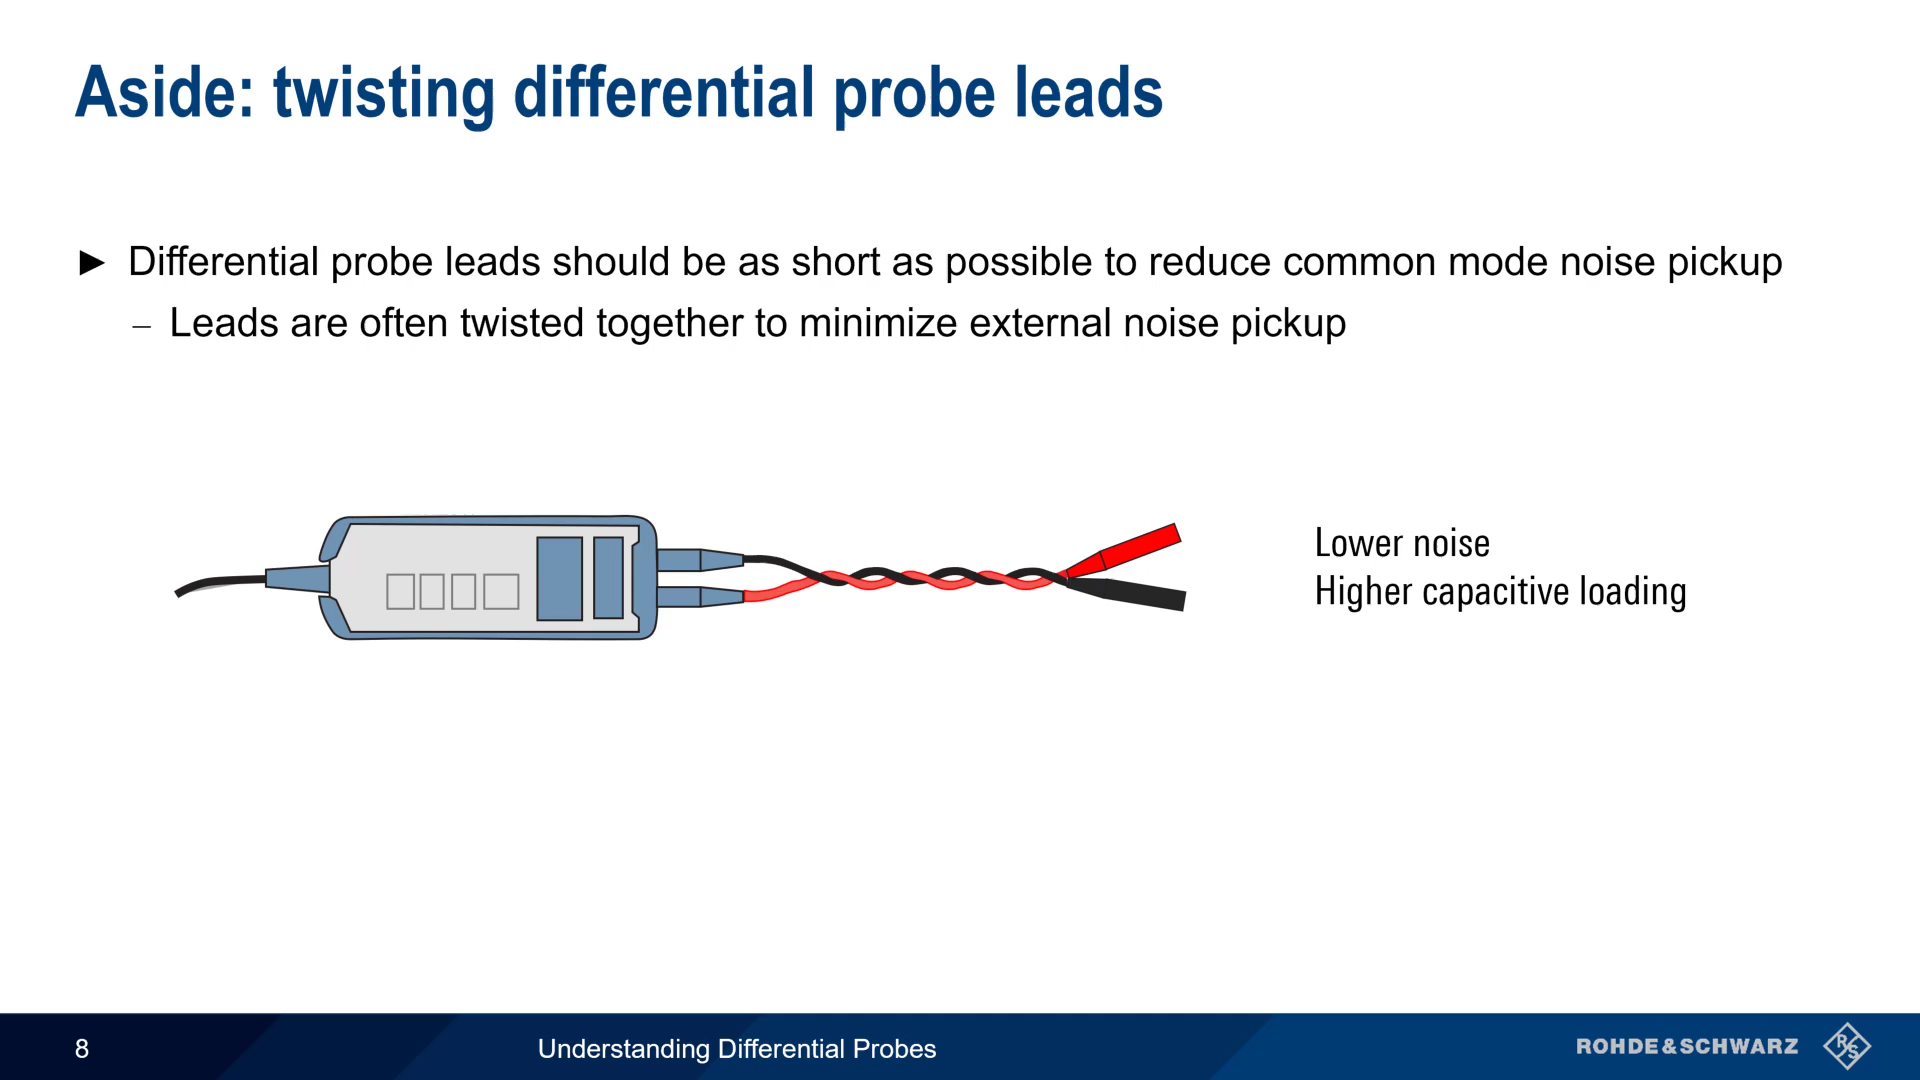 Aside: twisting differential probe leads
► Differential probe leads should be as short as possible to reduce common mode noise pickup
– Leads are often twisted together to minimize external noise pickup
Lower noise
Higher capacitive loading
8
Understanding Differential Probes
ROHDE&SCHWARZ
R&S